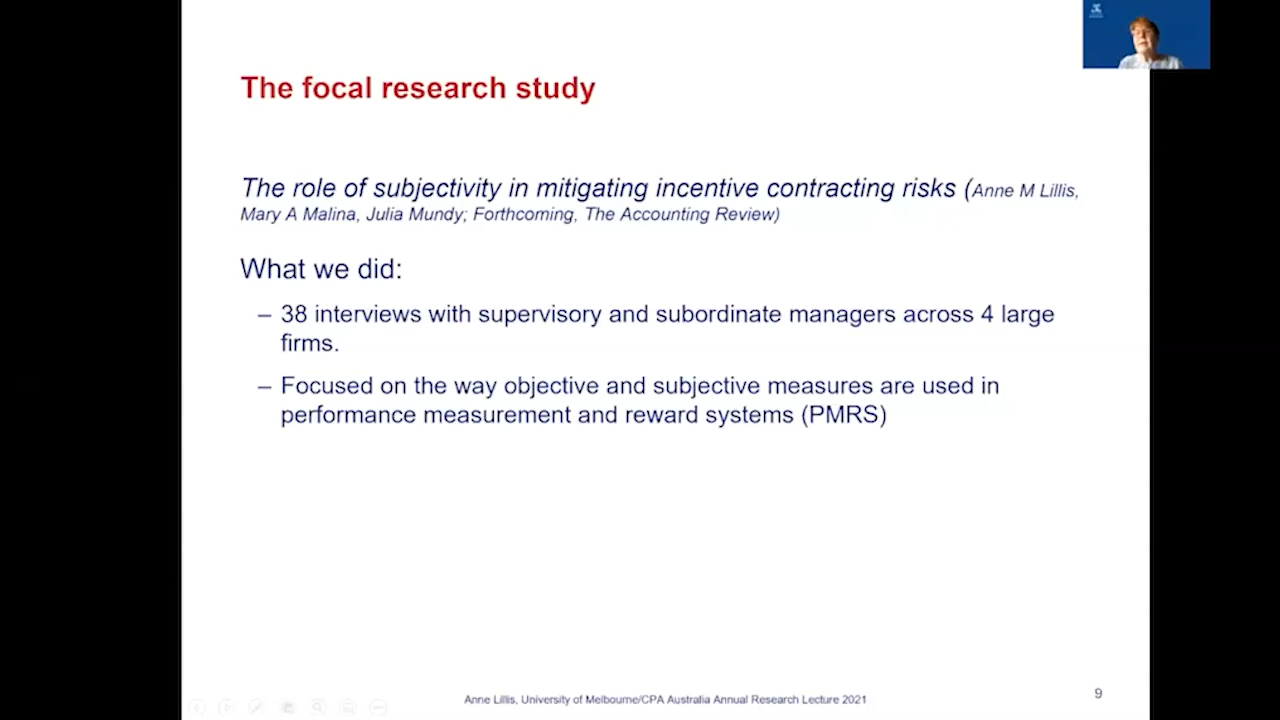 The focal research study
The role of subjectivity in mitigating incentive contracting risks (Anne M Lillis,
Mary A Malina, Julia Mundy; Forthcoming, The Accounting Review)
What we did:
– 38 interviews with supervisory and subordinate managers across 4 large
firms.
– Focused on the way objective and subjective measures are used in
performance measurement and reward systems (PMRS)
Anne Lillis, University of Melbourne/CPA Australia Annual Research Lecture 2021
9